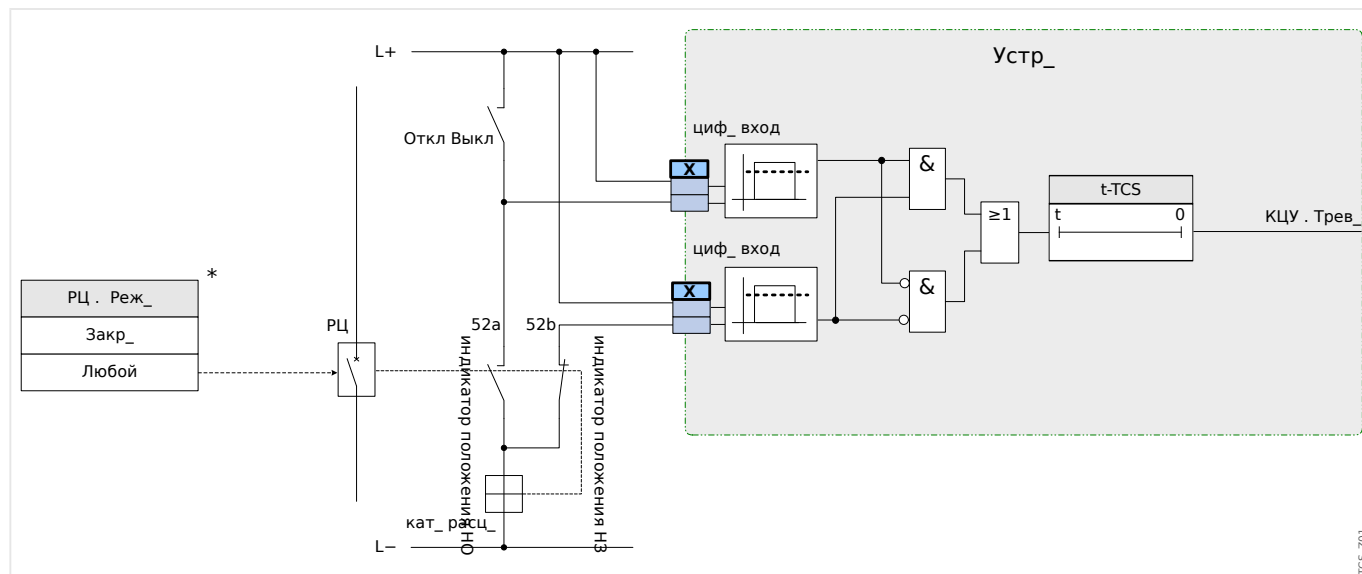 L+
Устр_
Откл Выкл
циф_ вход
X
&
t-TCS
t 0
≥1
КЦУ . Трев_
циф_ вход
X
&
*
РЦ . Реж_
Закр_
Любой
РЦ
52a
52b
индикатор положения НО
индикатор положения НЗ
кат_ расц_
L−
TCS_Z01